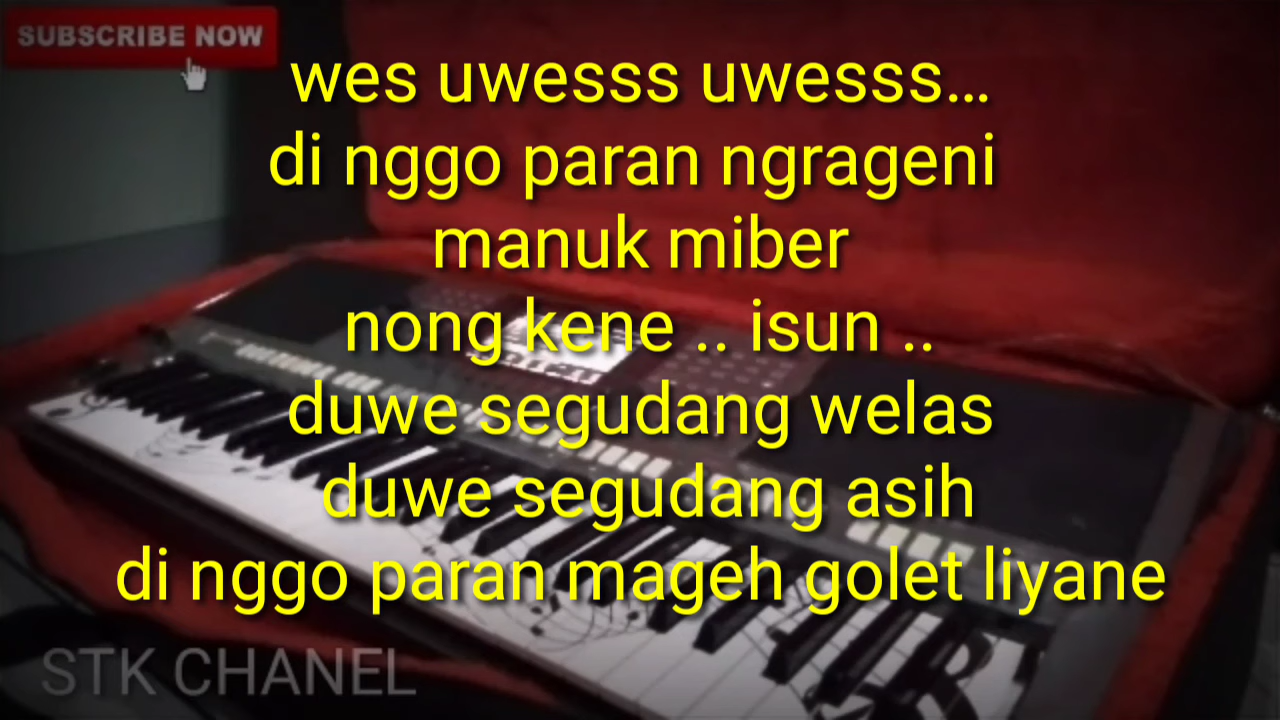 SUBSCRIBE NOW
wes uwesss uwesss...
di nggo paran ngrageni
manuk miber
nong kene .. isun ..
duwe segudang welas
duwe segudang asih
di nggo paran mageh golet liyane
STK CHANEL